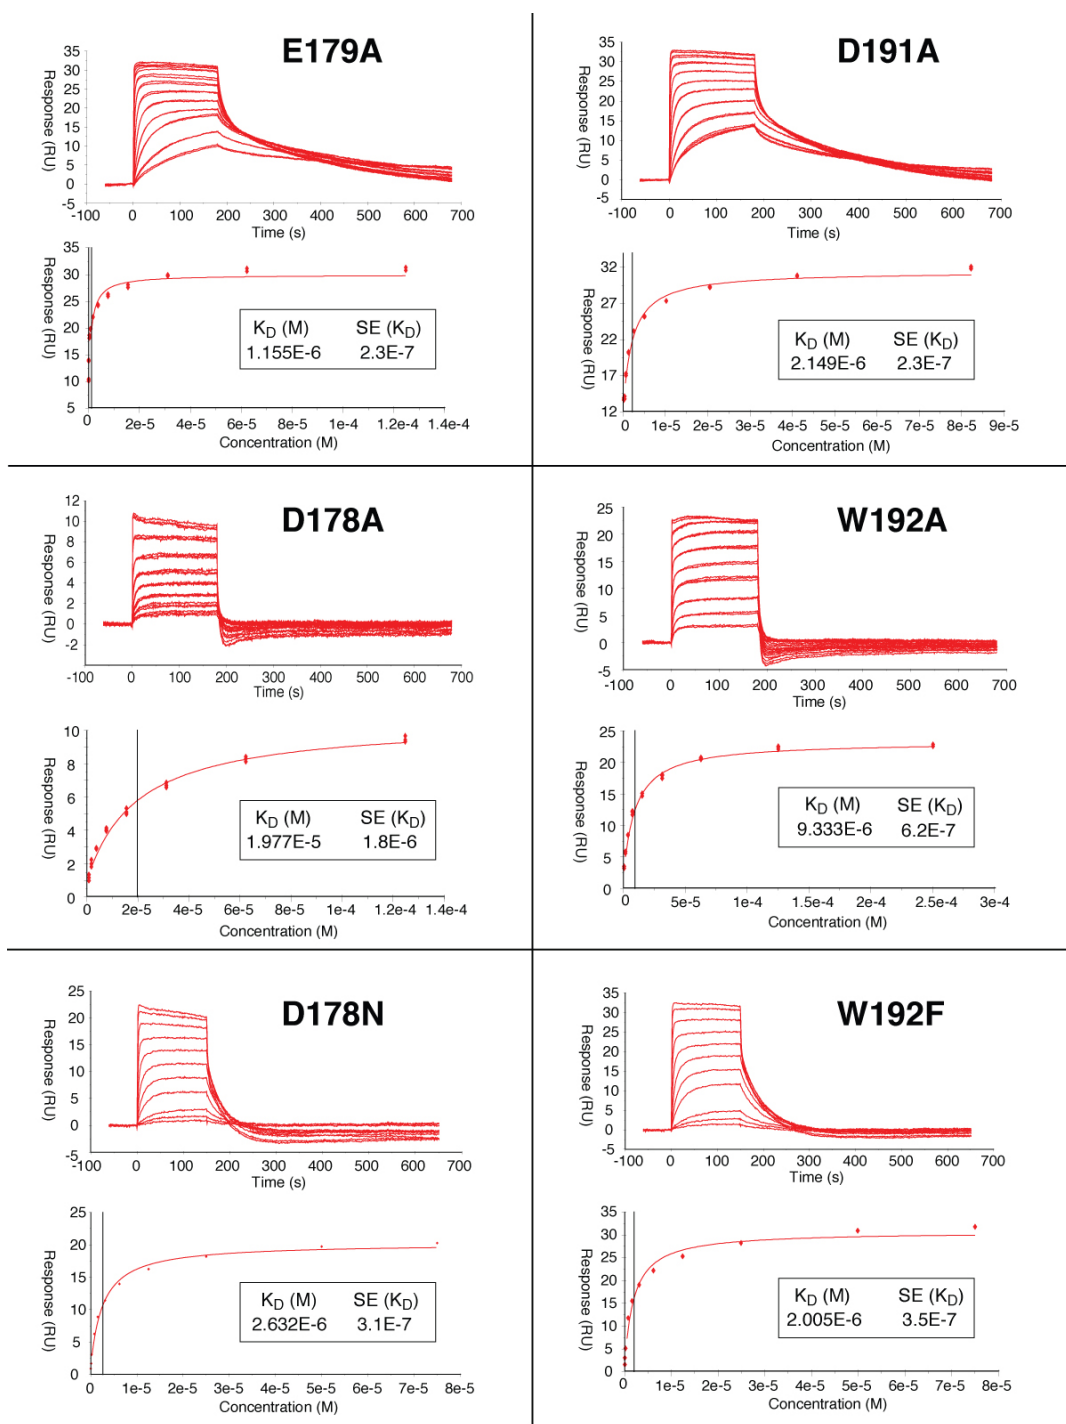 E179A
Response (RU)
35
30
25
20
15
10
5
0
-5
-100 0 100 200 300 400 500 600 700
Time (s)
Response (RU)
35
30
25
20
15
10
5
K_D (M) SE (K_D)
1.155E-6 2.3E-7
0 2e-5 4e-5 6e-5 8e-5 1e-4 1.2e-4 1.4e-4
Concentration (M)
D191A
Response (RU)
35
30
25
20
15
10
5
0
-5
-100 0 100 200 300 400 500 600 700
Time (s)
Response (RU)
32
27
22
17
12
K_D (M) SE (K_D)
2.149E-6 2.3E-7
0 1e-5 2e-5 3e-5 4e-5 5e-5 6e-5 7e-5 8e-5 9e-5
Concentration (M)
D178A
Response (RU)
12
10
8
6
4
2
0
-2
-100 0 100 200 300 400 500 600 700
Time (s)
Response (RU)
10
8
6
4
2
0
K_D (M) SE (K_D)
1.977E-5 1.8E-6
0 2e-5 4e-5 6e-5 8e-5 1e-4 1.2e-4 1.4e-4
Concentration (M)
W192A
Response (RU)
25
20
15
10
5
0
-5
-100 0 100 200 300 400 500 600 700
Time (s)
Response (RU)
25
20
15
10
5
0
K_D (M) SE (K_D)
9.333E-6 6.2E-7
0 5e-5 1e-4 1.5e-4 2e-4 2.5e-4 3e-4
Concentration (M)
D178N
Response (RU)
25
20
15
10
5
0
-5
-100 0 100 200 300 400 500 600 700
Time (s)
Response (RU)
25
20
15
10
5
0
K_D (M) SE (K_D)
2.632E-6 3.1E-7
0 1e-5 2e-5 3e-5 4e-5 5e-5 6e-5 7e-5 8e-5
Concentration (M)
W192F
Response (RU)
35
30
25
20
15
10
5
0
-5
-100 0 100 200 300 400 500 600 700
Time (s)
Response (RU)
35
30
25
20
15
10
5
0
K_D (M) SE (K_D)
2.005E-6 3.5E-7
0 1e-5 2e-5 3e-5 4e-5 5e-5 6e-5 7e-5 8e-5
Concentration (M)